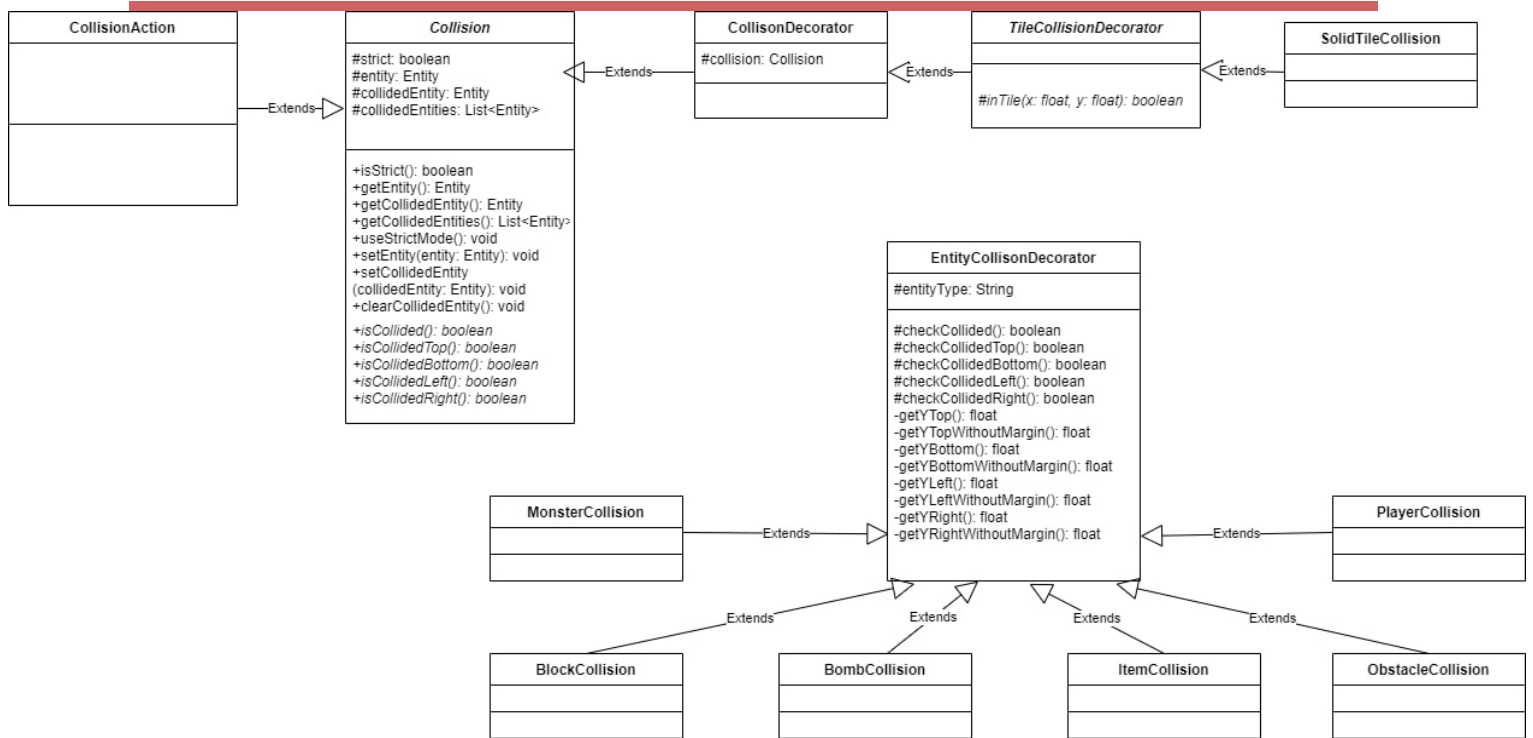 CollisionAction
Extends
Collision
#strict: boolean
#entity: Entity
#collidedEntity: Entity
#collidedEntities: List<Entity>
+isStrict(): boolean
+getEntity(): Entity
+getCollidedEntity(): Entity
+getCollidedEntities(): List<Entity>
+useStrictMode(): void
+setEntity(entity: Entity): void
+setCollidedEntity
(collidedEntity: Entity): void
+clearCollidedEntity(): void
+isCollided(): boolean
+isCollidedTop(): boolean
+isCollidedBottom(): boolean
+isCollidedLeft(): boolean
+isCollidedRight(): boolean
Extends
CollisonDecorator
#collision: Collision
Extends
TileCollisionDecorator
#inTile(x: float, y: float): boolean
Extends
SolidTileCollision
EntityCollisonDecorator
#entityType: String
#checkCollided(): boolean
#checkCollidedTop(): boolean
#checkCollidedBottom(): boolean
#checkCollidedLeft(): boolean
#checkCollidedRight(): boolean
-getYTop(): float
-getYTopWithoutMargin(): float
-getYBottom(): float
-getYBottomWithoutMargin(): float
-getYLeft(): float
-getYLeftWithoutMargin(): float
-getYRight(): float
-getYRightWithoutMargin(): float
MonsterCollision
Extends
Extends
PlayerCollision
Extends
Extends
Extends
Extends
BlockCollision
BombCollision
ItemCollision
ObstacleCollision